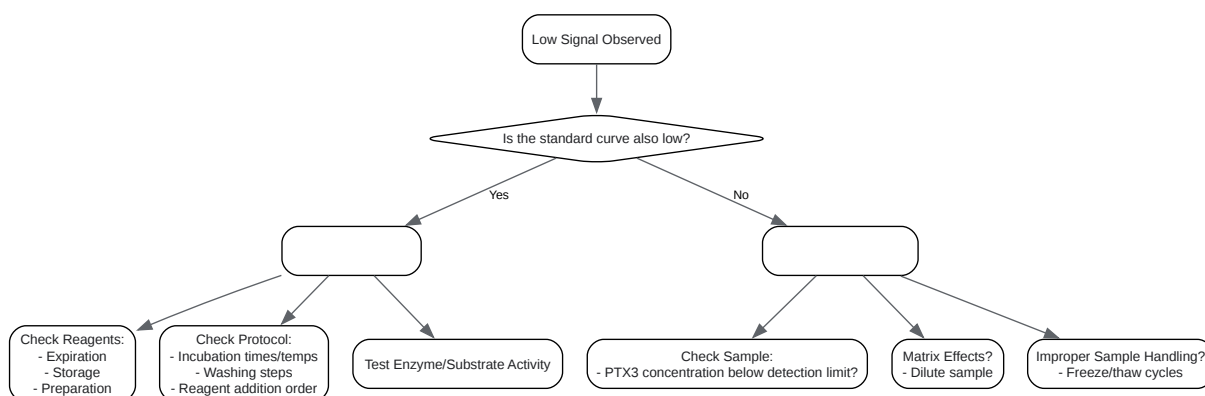 Low Signal Observed
Is the standard curve also low?
Yes
No
Check Reagents:
- Expiration
- Storage
- Preparation
Check Protocol:
- Incubation times/temps
- Washing steps
- Reagent addition order
Test Enzyme/Substrate Activity
Check Sample:
- PTX3 concentration below detection limit?
Matrix Effects?
- Dilute sample
Improper Sample Handling?
- Freeze/thaw cycles